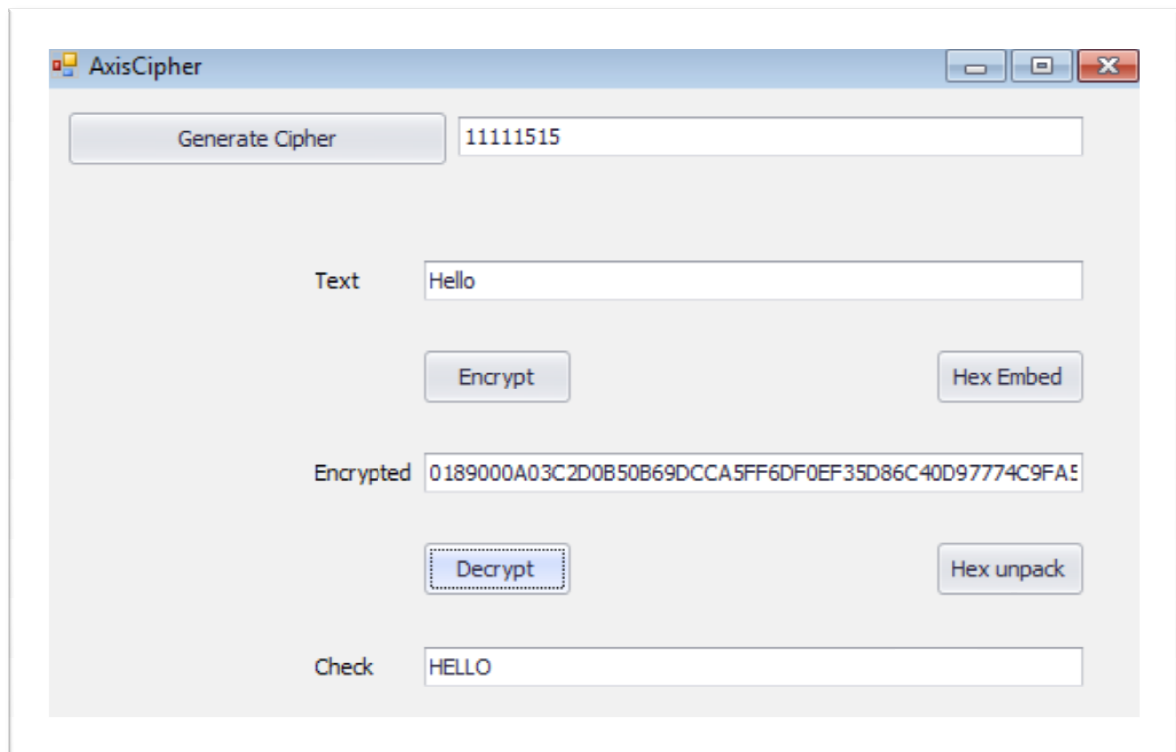 AxisCipher
Generate Cipher 11111515
Text Hello
Encrypt Hex Embed
Encrypted 0189000A03C2D0B50B69DCCA5FF6DF0EF35D86C40D97774C9FA5
Decrypt Hex unpack
Check HELLO